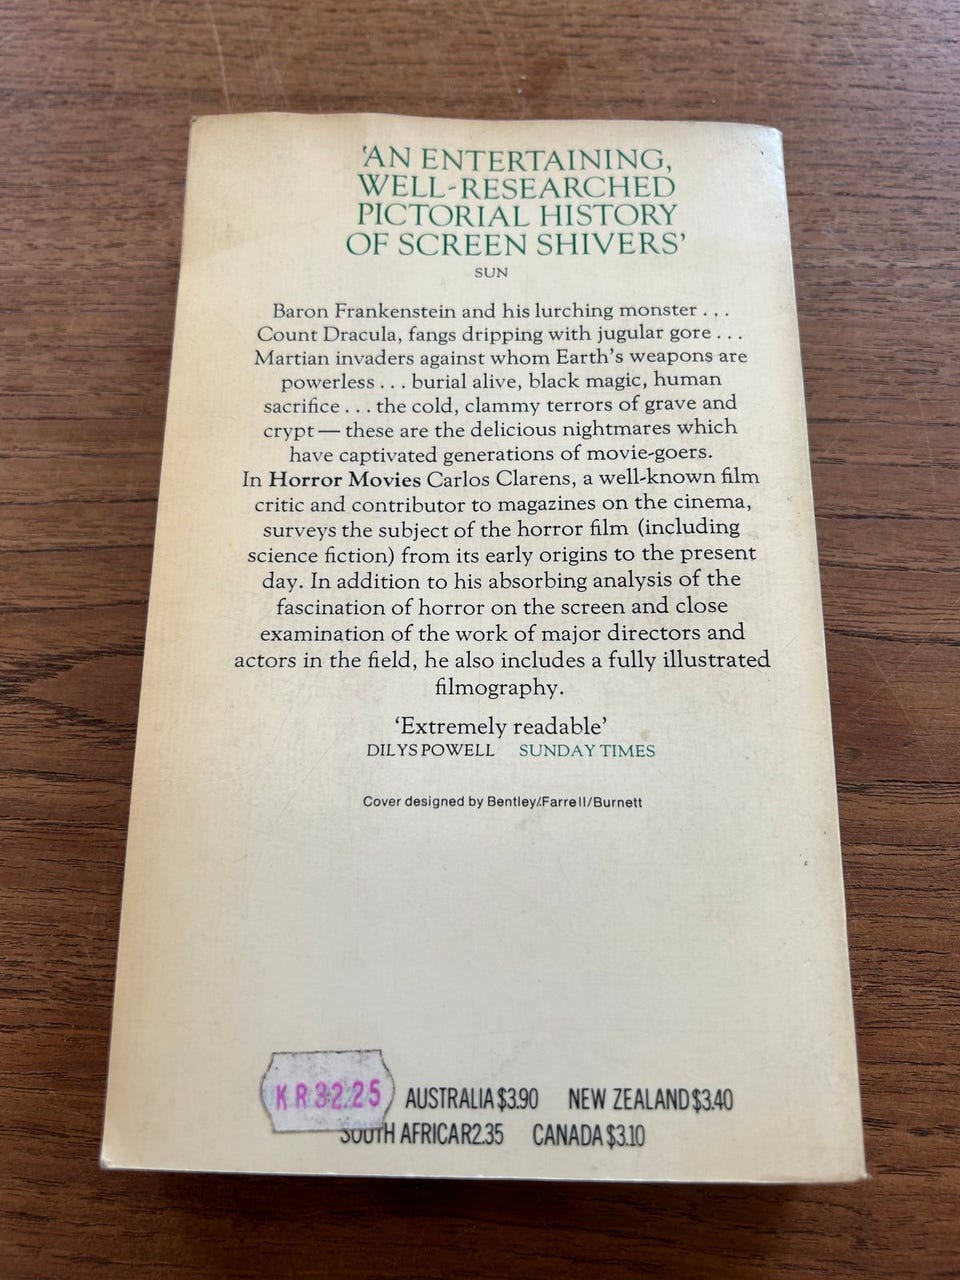 'AN ENTERTAINING,
WELL-RESEARCHED
PICTORIAL HISTORY
OF SCREEN SHIVERS'
SUN
Baron Frankenstein and his lurching monster . . .
Count Dracula, fangs dripping with jugular gore . . .
Martian invaders against whom Earth's weapons are
powerless . . . burial alive, black magic, human
sacrifice . . . the cold, clammy terrors of grave and
crypt — these are the delicious nightmares which
have captivated generations of movie-goers.
In Horror Movies Carlos Clarens, a well-known film
critic and contributor to magazines on the cinema,
surveys the subject of the horror film (including
science fiction) from its early origins to the present
day. In addition to his absorbing analysis of the
fascination of horror on the screen and close
examination of the work of major directors and
actors in the field, he also includes a fully illustrated
filmography.
'Extremely readable'
DILYS POWELL SUNDAY TIMES
Cover designed by Bentley/Farrell/Burnett
KR 32.25
AUSTRALIA $3.90 NEW ZEALAND $3.40
SOUTH AFRICA R2.35 CANADA $3.10